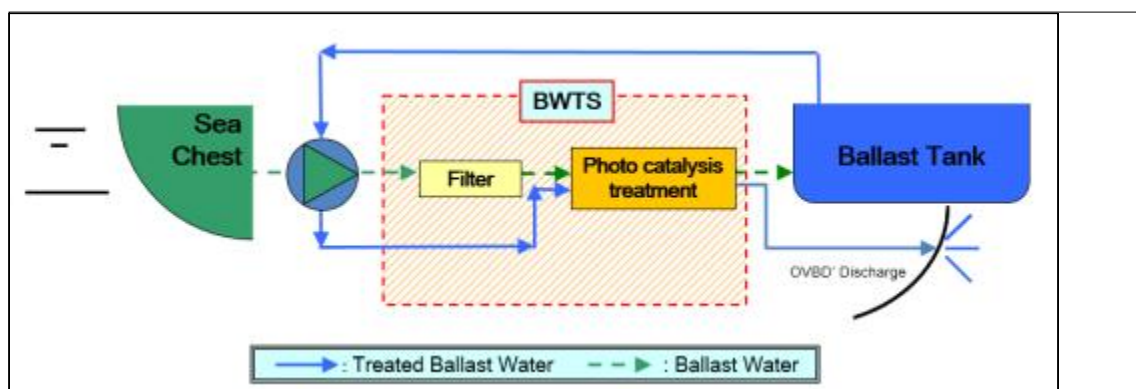 BWTS
Sea
Chest
Filter
Photo catalysis
treatment
Ballast Tank
OVBD' Discharge
: Treated Ballast Water
: Ballast Water